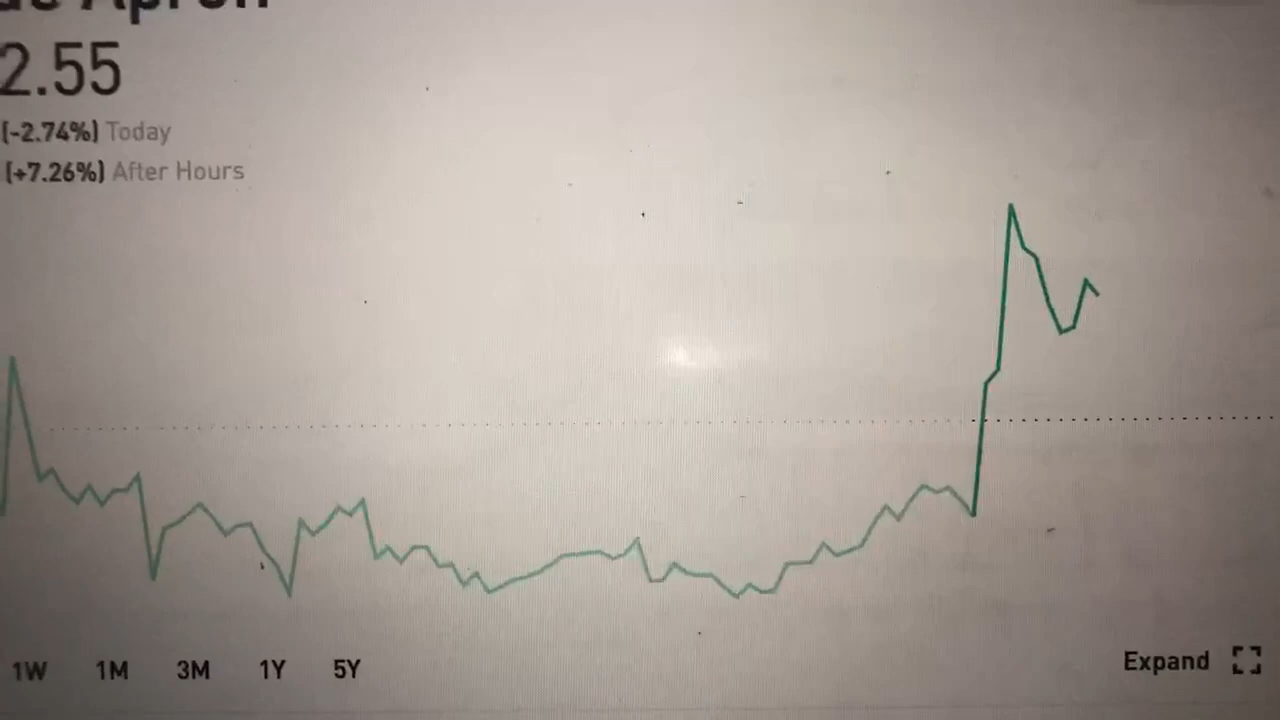 2.55
(-2.74%) Today
(+7.26%) After Hours
1W 1M 3M 1Y 5Y
Expand